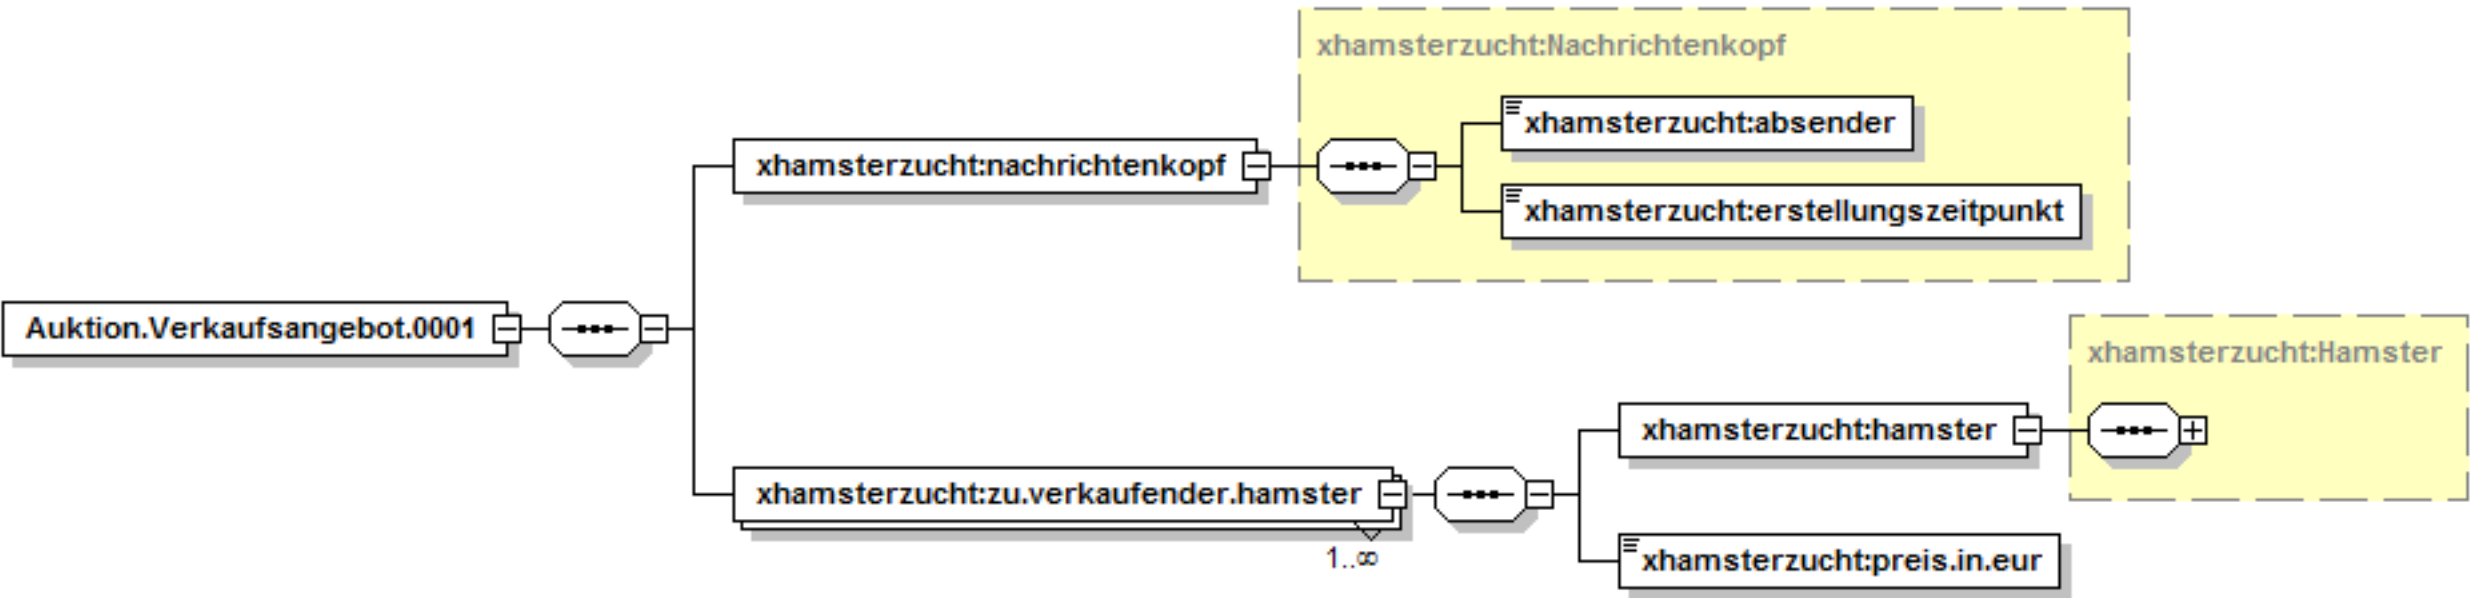 xhamsterzucht:Nachrichtenkopf
xhamsterzucht:absender
xhamsterzucht:nachrichtenkopf
xhamsterzucht:erstellungszeitpunkt
Auktion.Verkaufsangebot.0001
xhamsterzucht:Hamster
xhamsterzucht:hamster
xhamsterzucht:zu.verkaufender.hamster
1..∞
xhamsterzucht:preis.in.eur